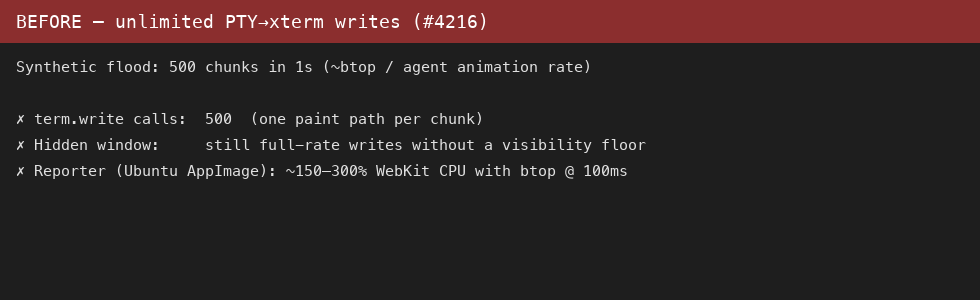 BEFORE — unlimited PTY→xterm writes (#4216)
Synthetic flood: 500 chunks in 1s (~btop / agent animation rate)
✗ term.write calls:  500  (one paint path per chunk)
✗ Hidden window:     still full-rate writes without a visibility floor
✗ Reporter (Ubuntu AppImage): ~150–300% WebKit CPU with btop @ 100ms